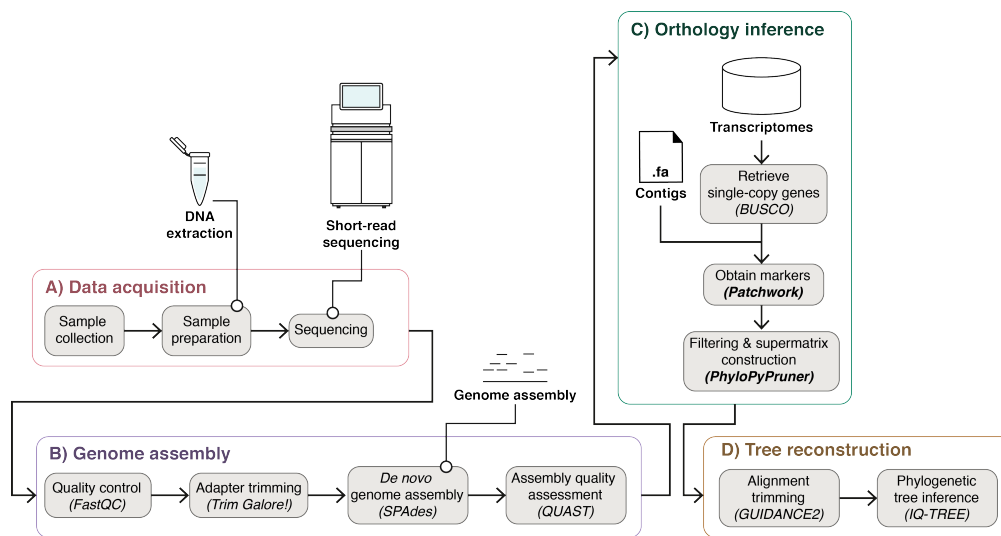 C) Orthology inference
Transcriptomes
.fa
Contigs
Retrieve
single-copy genes
(BUSCO)
Obtain markers
(Patchwork)
Filtering & supermatrix
construction
(PhyloPyPruner)
DNA
extraction
Short-read
sequencing
A) Data acquisition
Sample
collection
Sample
preparation
Sequencing
Genome assembly
B) Genome assembly
Quality control
(FastQC)
Adapter trimming
(Trim Galore!)
De novo
genome assembly
(SPAdes)
Assembly quality
assessment
(QUAST)
D) Tree reconstruction
Alignment
trimming
(GUIDANCE2)
Phylogenetic
tree inference
(IQ-TREE)